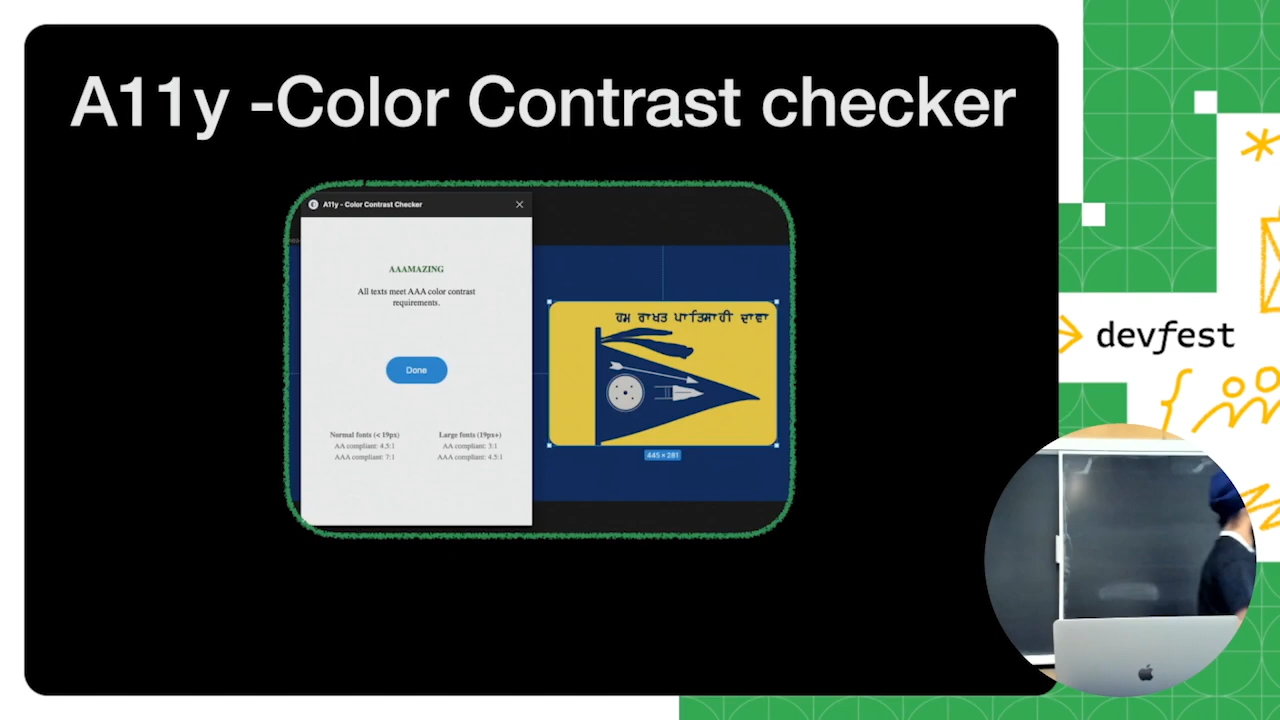 A11y -Color Contrast checker
A11y - Color Contrast Checker
AAAMAZING
All texts meet AAA color contrast
requirements.
Done
Normal fonts (< 19px)
AA compliant: 4.5:1
AAA compliant: 7:1
Large fonts (19px+)
AA compliant: 3:1
AAA compliant: 4.5:1
ਹਮ ਰਾਖਤ ਪਾਤਿਸਾਹੀ ਦਾਵਾ
445 × 281
devfest